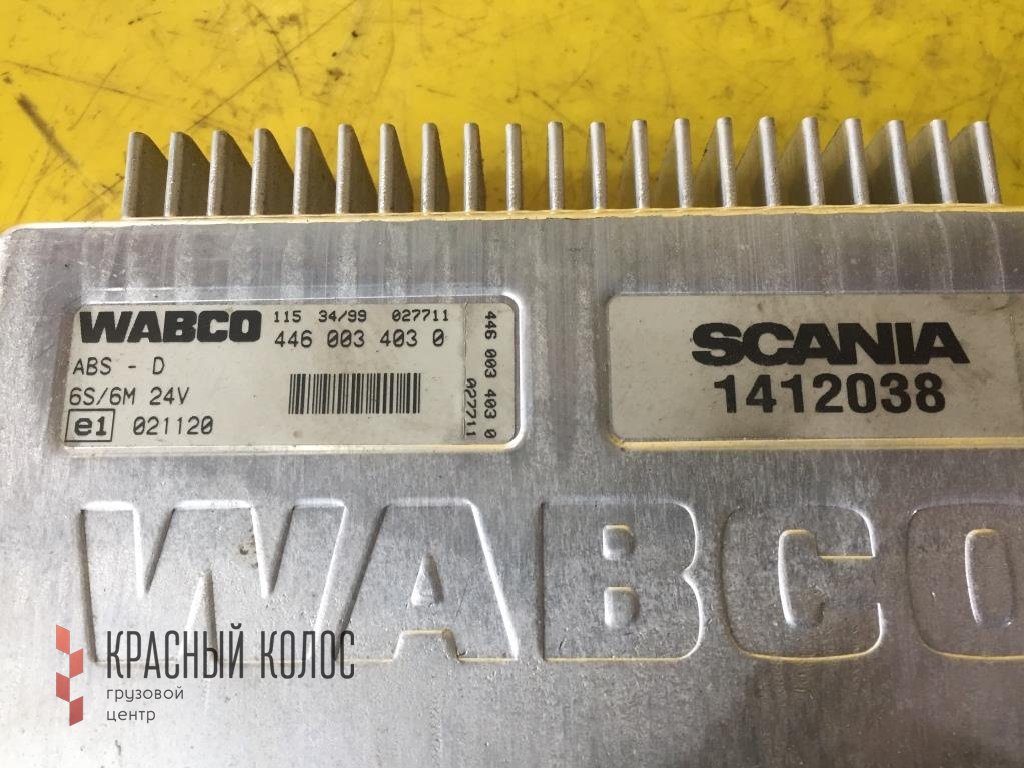 WABCO 115 34/99 027711
446 003 403 0
ABS - D
6S/6M 24V
e1 021120
446 003 403 0
027711
SCANIA
1412038
WABCO
КРАСНЫЙ КОЛОС
грузовой
центр